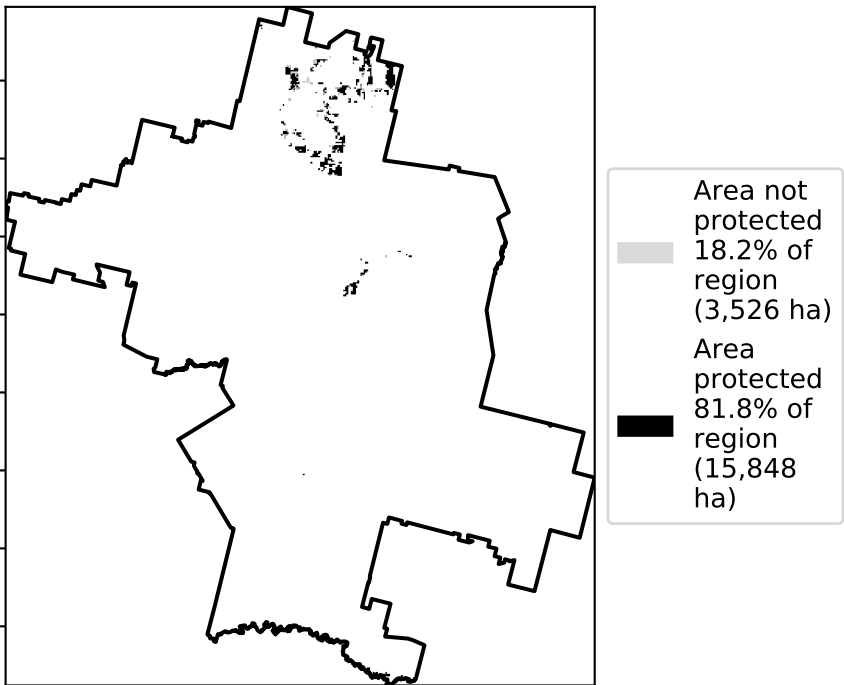 Area not
protected
18.2% of
region
(3,526 ha)
Area
protected
81.8% of
region
(15,848
ha)